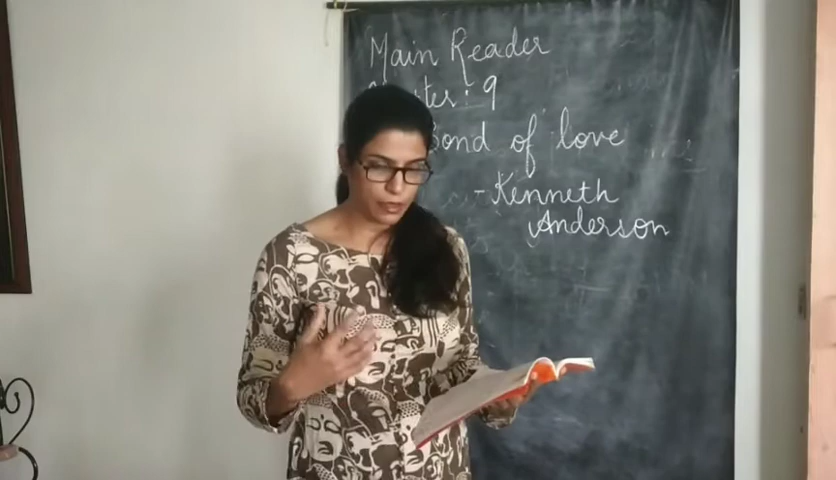 Main Reader
: 9
Bond of love
- Kenneth
Anderson